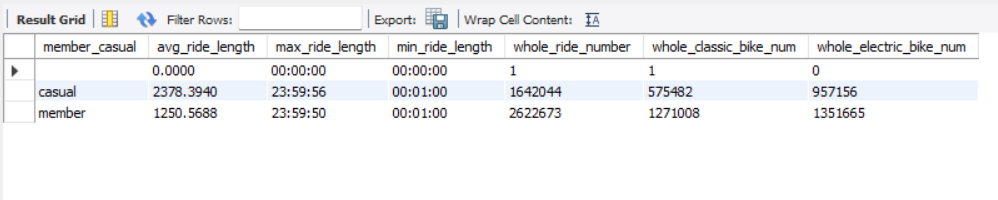 Result Grid Filter Rows: Export: Wrap Cell Content: IA
member_casual avg_ride_length max_ride_length min_ride_length whole_ride_number whole_classic_bike_num whole_electric_bike_num
0.0000 00:00:00 00:00:00 1 1 0
casual 2378.3940 23:59:56 00:01:00 1642044 575482 957156
member 1250.5688 23:59:50 00:01:00 2622673 1271008 1351665